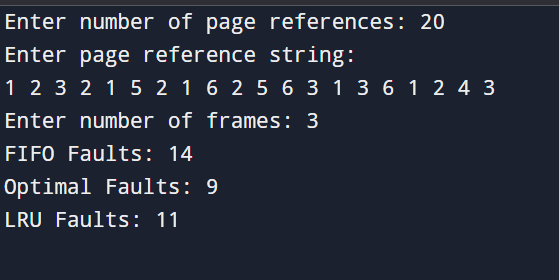 Enter number of page references: 20
Enter page reference string:
1 2 3 2 1 5 2 1 6 2 5 6 3 1 3 6 1 2 4 3
Enter number of frames: 3
FIFO Faults: 14
Optimal Faults: 9
LRU Faults: 11